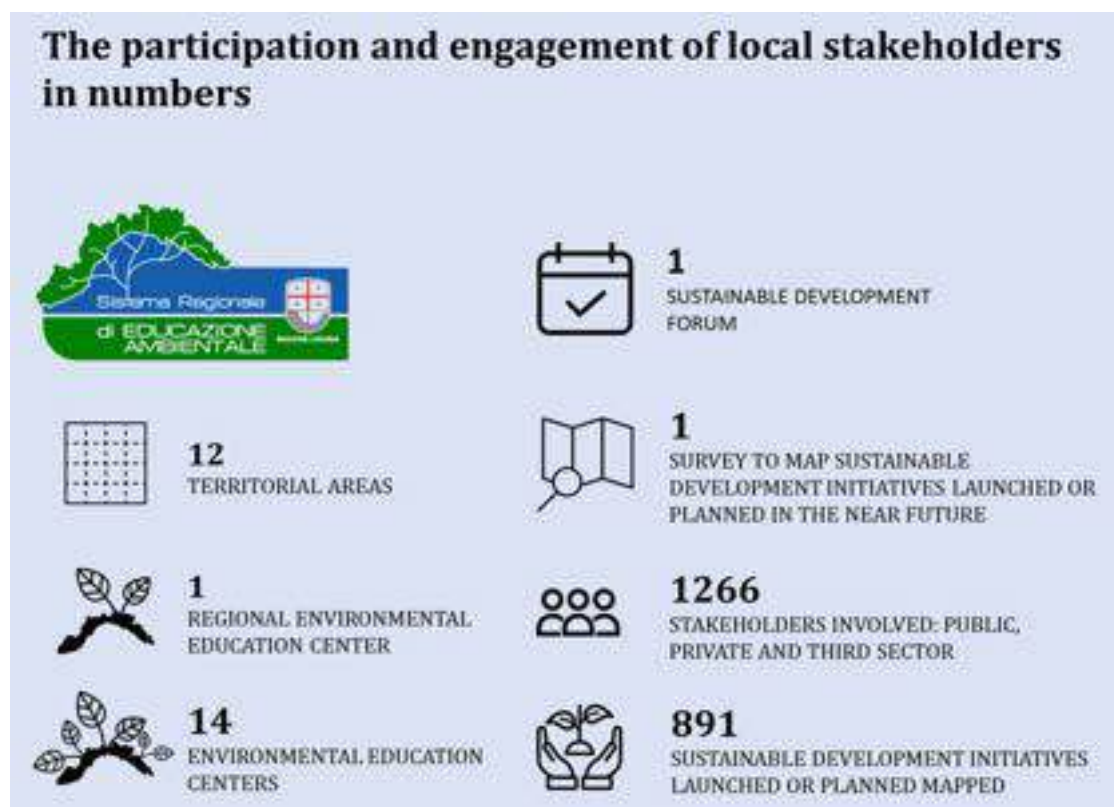 The participation and engagement of local stakeholders
in numbers
Sistema Regionale
di EDUCAZIONE
AMBIENTALE
12
TERRITORIAL AREAS
1
REGIONAL ENVIRONMENTAL
EDUCATION CENTER
14
ENVIRONMENTAL EDUCATION
CENTERS
1
SUSTAINABLE DEVELOPMENT
FORUM
1
SURVEY TO MAP SUSTAINABLE
DEVELOPMENT INITIATIVES LAUNCHED OR
PLANNED IN THE NEAR FUTURE
1266
STAKEHOLDERS INVOLVED: PUBLIC,
PRIVATE AND THIRD SECTOR
891
SUSTAINABLE DEVELOPMENT INITIATIVES
LAUNCHED OR PLANNED MAPPED